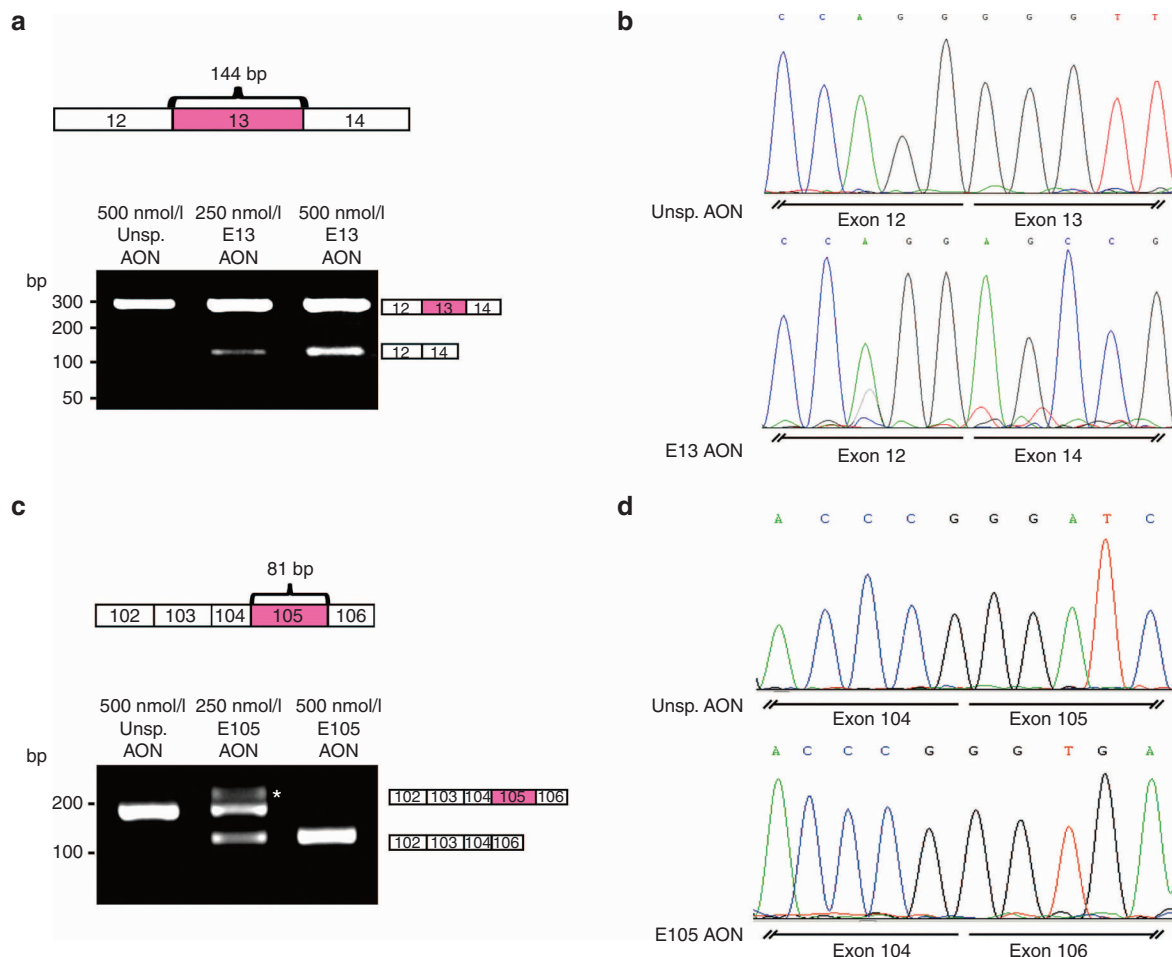 a
144 bp
12 13 14
500 nmol/l 250 nmol/l 500 nmol/l
Unsp. E13 E13
AON AON AON
bp
300
200
100
50
12 13 14
12 14
b
C C A G G G G G T T
Unsp. AON
Exon 12 Exon 13
C C A G G A G C C G
E13 AON
Exon 12 Exon 14
c
81 bp
102 103 104 105 106
500 nmol/l 250 nmol/l 500 nmol/l
Unsp. E105 E105
AON AON AON
bp
200
100
*
102 103 104 105 106
102 103 104 106
d
A C C C G G G A T C
Unsp. AON
Exon 104 Exon 105
A C C C G G G T G A
E105 AON
Exon 104 Exon 106